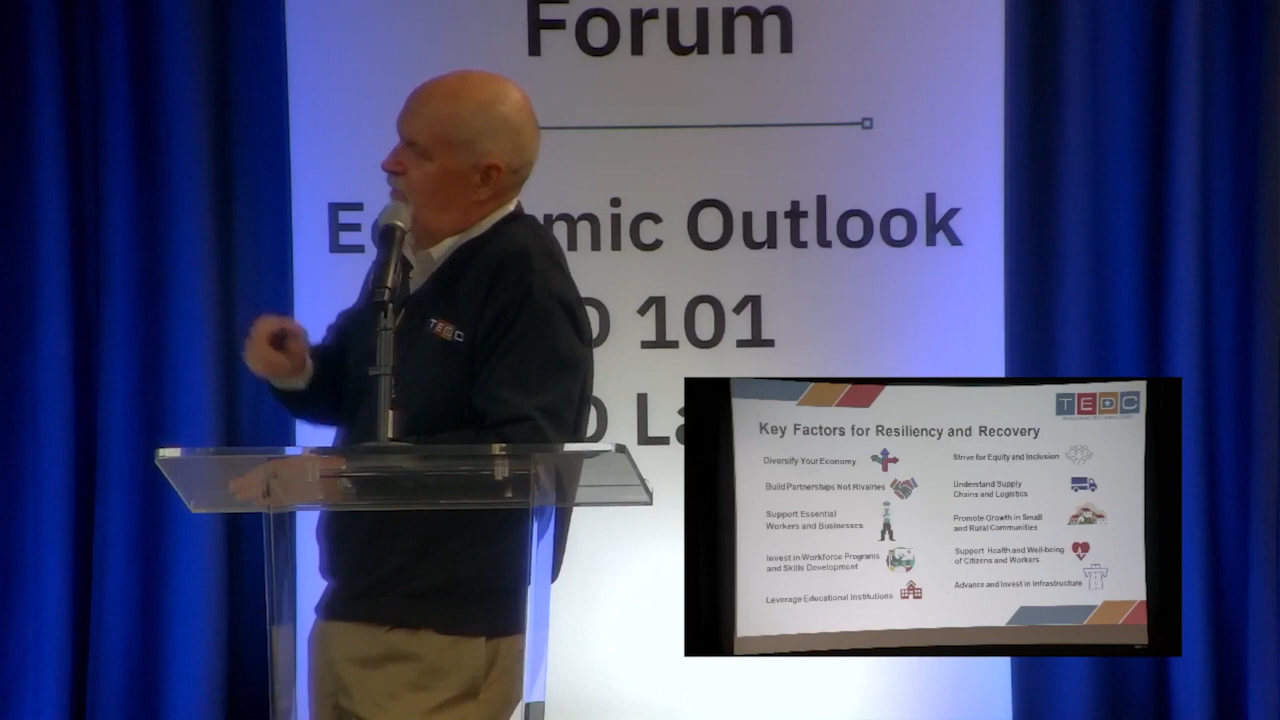 Forum
Economic Outlook
101
TEDC
TEDC
Key Factors for Resiliency and Recovery
Diversify Your Economy
Build Partnerships Not Rivalries
Support Essential
Workers and Businesses
Invest in Workforce Programs
and Skills Development
Leverage Educational Institutions
Strive for Equity and Inclusion
Understand Supply
Chains and Logistics
Promote Growth in Small
and Rural Communities
Support Health and Well-being
of Citizens and Workers
Advance and Invest in Infrastructure